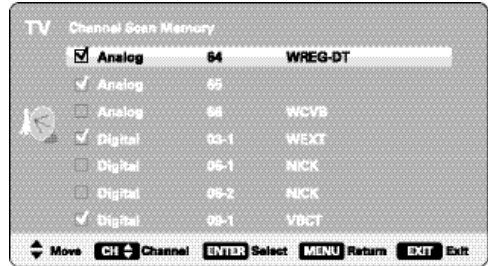 TV Channel Scan Memory
Analog 64 WREG-DT
Analog 65
Analog 66 WCVB
Digital 03-1 WEXT
Digital 06-1 NICK
Digital 06-2 NICK
Digital 09-1 VBCT
Move CH Channel ENTER Select MENU Return EXIT Exit